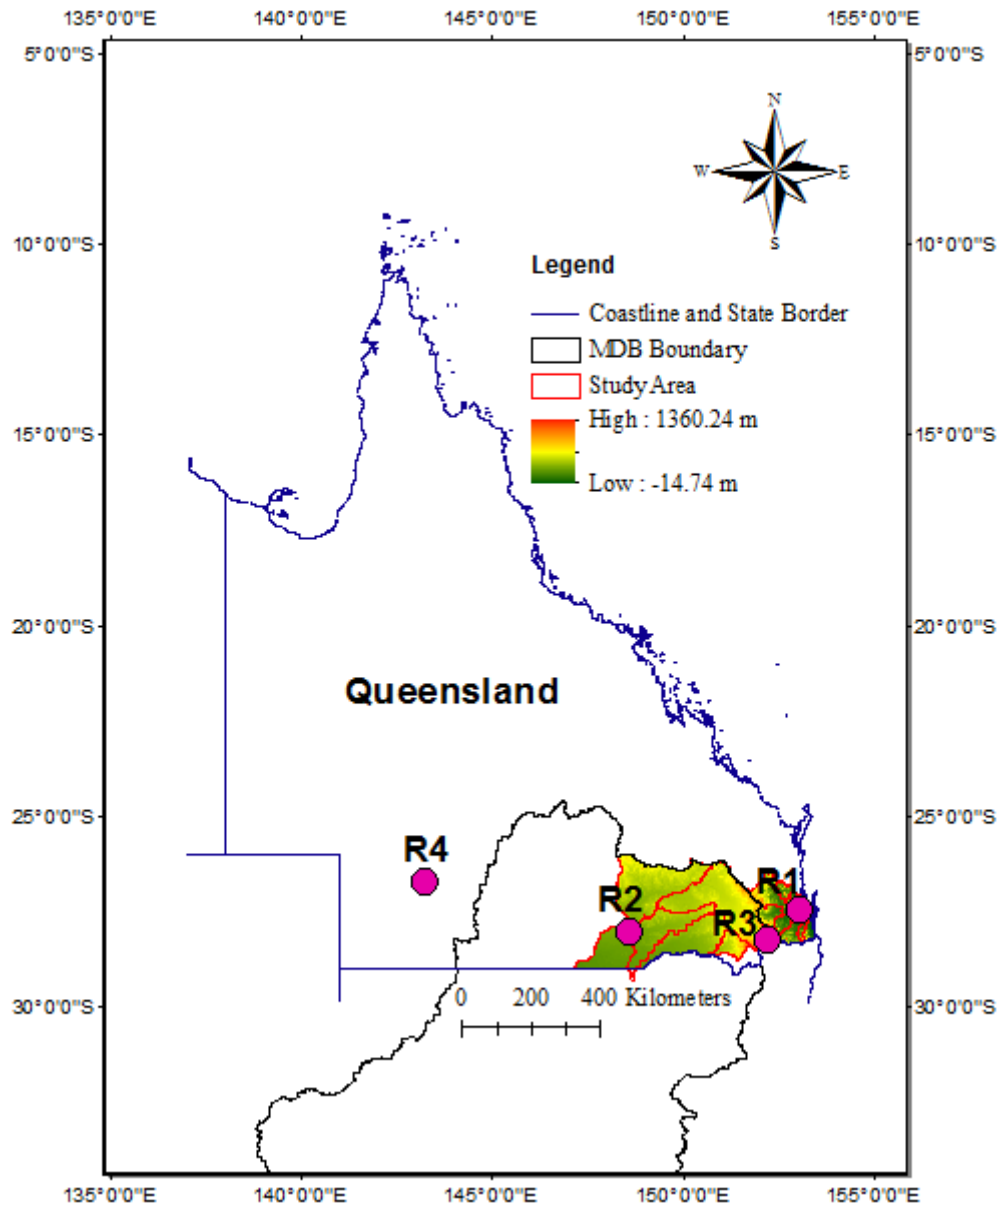 135°0'0"E 140°0'0"E 145°0'0"E 150°0'0"E 155°0'0"E
5°0'0"S 5°0'0"S
N
W E
S
10°0'0"S 10°0'0"S
Legend
Coastline and State Border
MDB Boundary
Study Area
High : 1360.24 m
15°0'0"S 15°0'0"S
Low : -14.74 m
20°0'0"S 20°0'0"S
Queensland
25°0'0"S 25°0'0"S
R4
R1
R2
R3
0 200 400 Kilometers
30°0'0"S 30°0'0"S
135°0'0"E 140°0'0"E 145°0'0"E 150°0'0"E 155°0'0"E